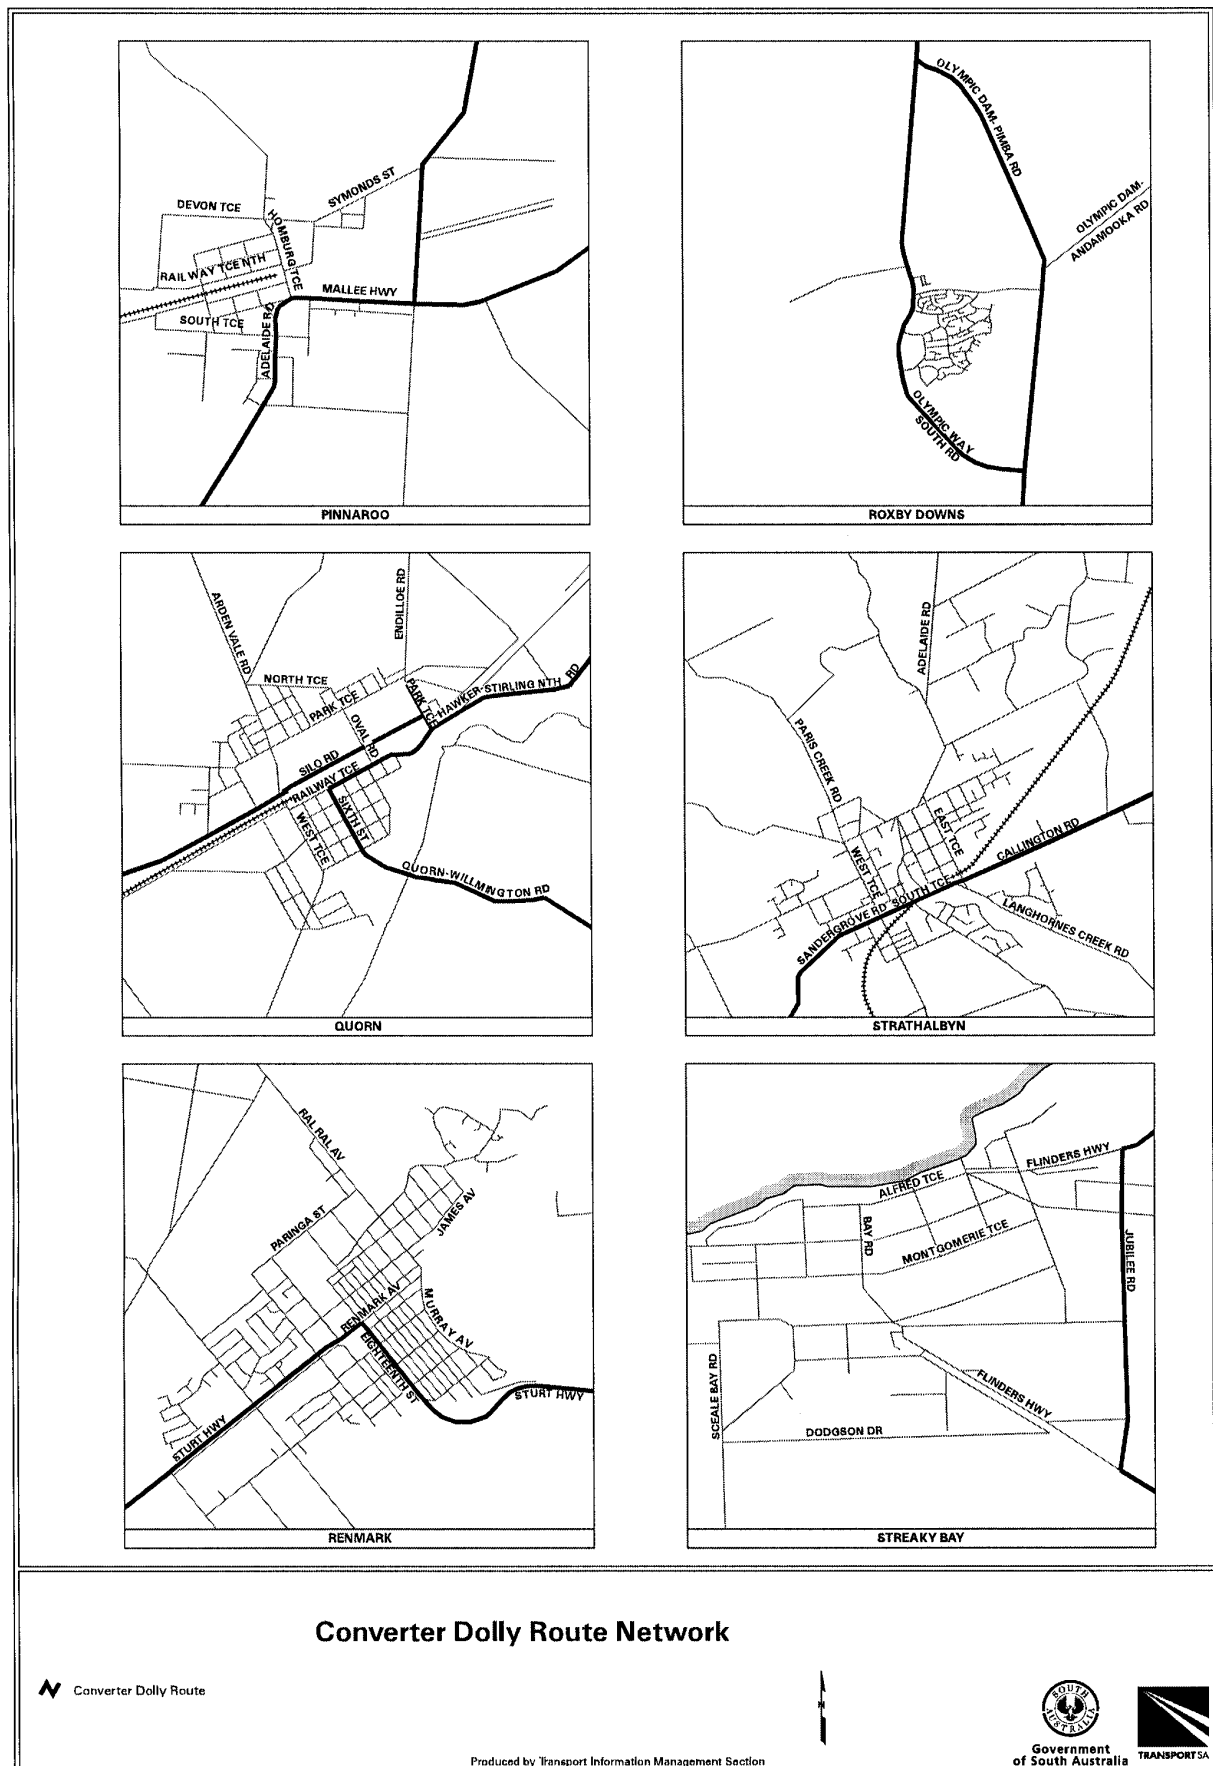 DEVON TCE
SYMONDS ST
HOMBURG TCE
RAILWAY TCE NTH
MALLEE HWY
SOUTH TCE
ADELAIDE RD
PINNAROO
OLYMPIC DAM-PIMBA RD
OLYMPIC DAM-
ANDAMOOKA RD
OLYMPIC WAY
SOUTH RD
ROXBY DOWNS
ARDEN VALE RD
ENDILLOE RD
NORTH TCE
PARK TCE
PARK TCE
HAWKER-STIRLING NTH RD
OVAL RD
SILO RD
RAILWAY TCE
SIXTH ST
WEST TCE
QUORN-WILLMINGTON RD
QUORN
ADELAIDE RD
PARIS CREEK RD
EAST TCE
CALLINGTON RD
WEST TCE
SANDERGROVE RD
SOUTH TCE
LANGHORNES CREEK RD
STRATHALBYN
RAL RAL AV
PARINGA ST
JAMES AV
RENMARK AV
MURRAY AV
EIGHTEENTH ST
STURT HWY
STURT HWY
RENMARK
FLINDERS HWY
ALFRED TCE
BAY RD
MONTGOMERIE TCE
JUBILEE RD
SCEALE BAY RD
FLINDERS HWY
DODGSON DR
STREAKY BAY
Converter Dolly Route Network
Converter Dolly Route
N
SOUTH AUSTRALIA
Government
of South Australia
TRANSPORT SA
Produced by Transport Information Management Section